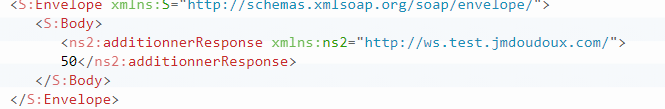 <S:Envelope xmlns:S="http://schemas.xmlsoap.org/soap/envelope/">
<S:Body>
<ns2:additionnerResponse xmlns:ns2="http://ws.test.jmdoudoux.com/">
50</ns2:additionnerResponse>
</S:Body>
</S:Envelope>